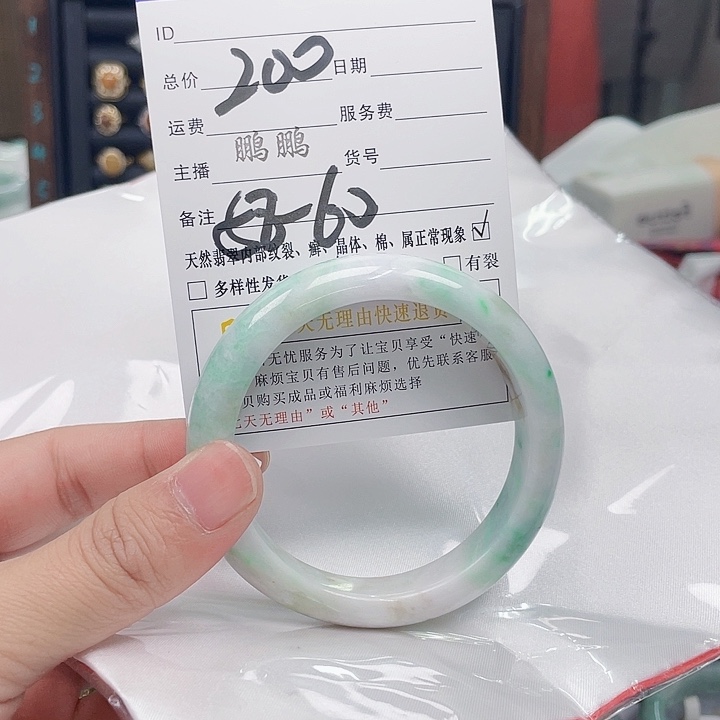 ID
总价 200 日期
运费 服务费
鹏鹏
主播 货号
备注 60
天然翡翠内部纹裂、癣、晶体、棉、属正常现象 ☑
☐ 多样性发货 ☐ 有裂
天无理由快速退货
无忧服务为了让宝贝享受“快速
麻烦宝贝有售后问题，优先联系客服
贝购买成品或福利麻烦选择
七天无理由”或“其他”